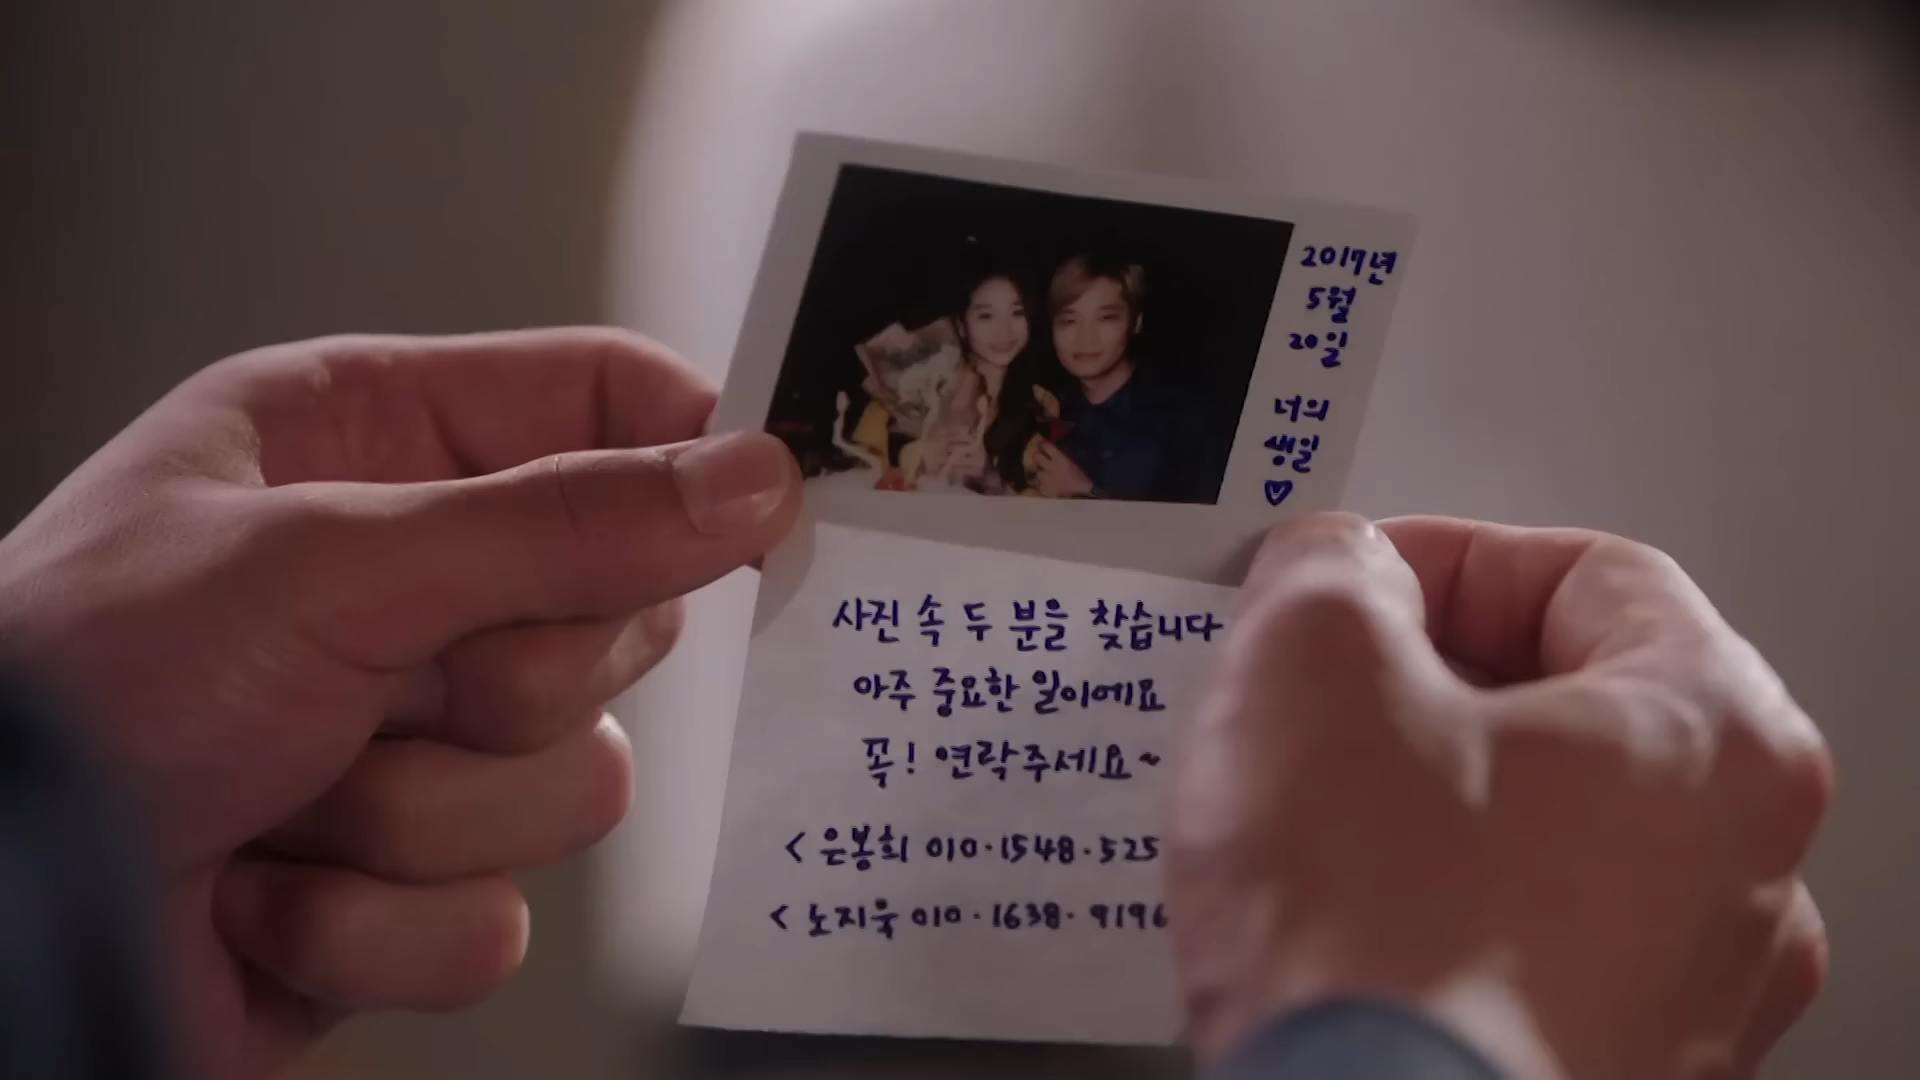 2017년
5월
20일
너의
생일
♡
사진 속 두 분을 찾습니다
아주 중요한 일이에요
꼭! 연락주세요~
< 은봉희 010·1548·525
< 노지욱 010·1638·9196